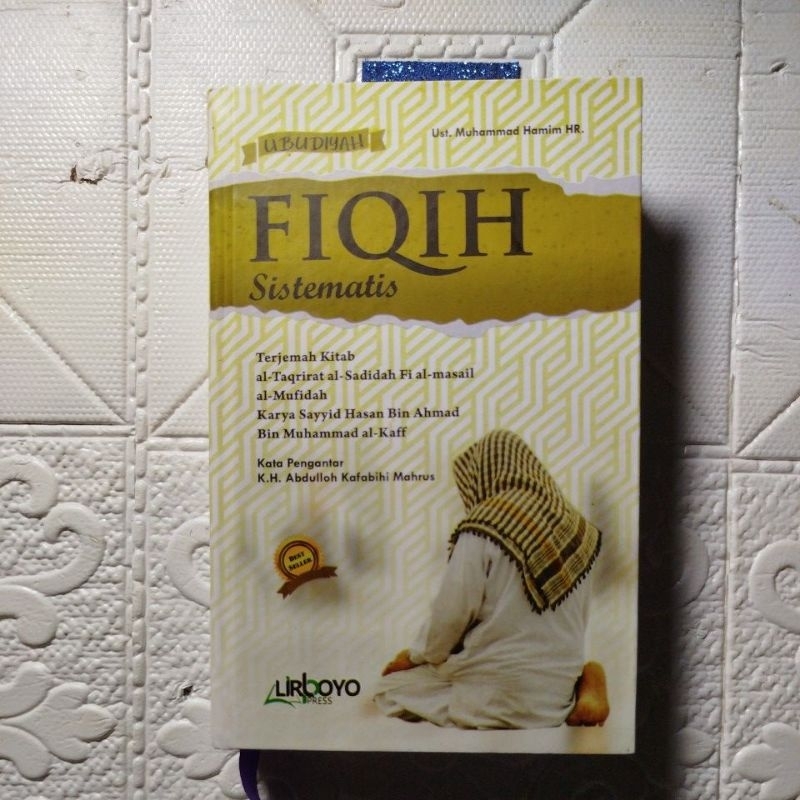 UBUDIYAH
Ust. Muhammad Hamim HR.
FIQIH
Sistematis
Terjemah Kitab
al-Taqrirat al-Sadidah Fi al-masail
al-Mufidah
Karya Sayyid Hasan Bin Ahmad
Bin Muhammad al-Kaff
Kata Pengantar
K.H. Abdulloh Kafabihi Mahrus
BEST
SELLER
LIRBOYO
PRESS